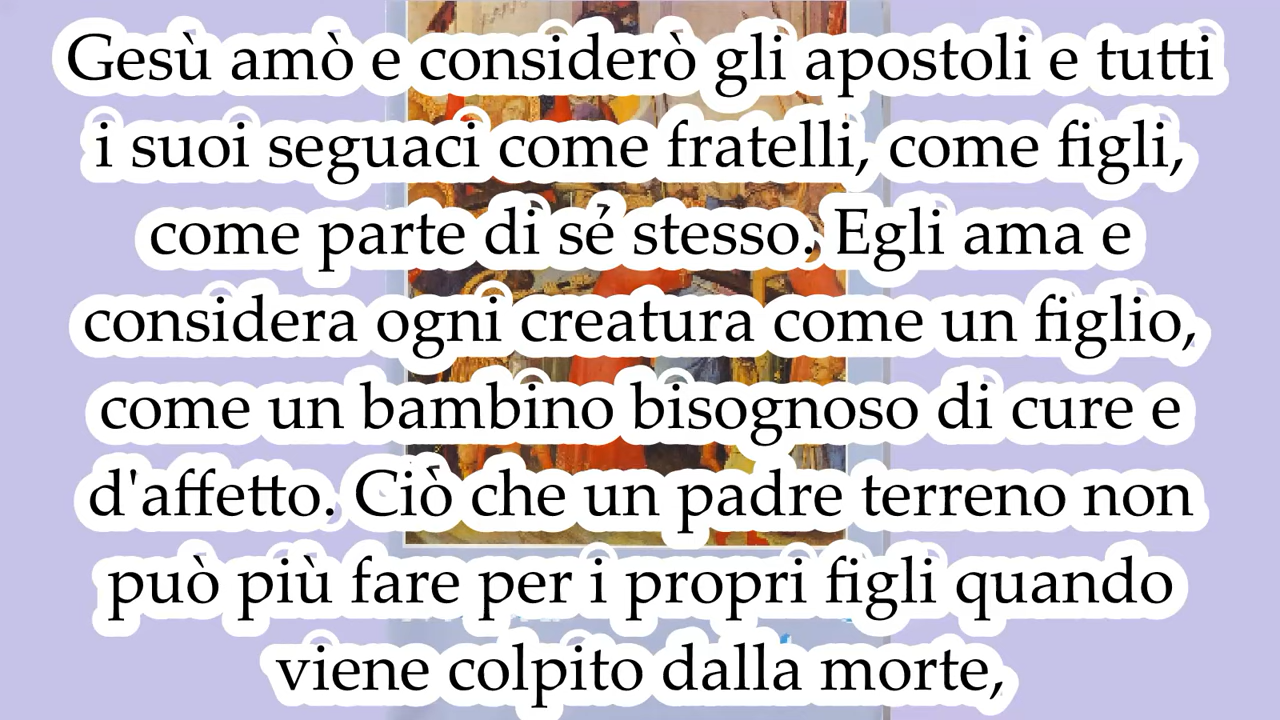 Gesù amò e considerò gli apostoli e tutti
i suoi seguaci come fratelli, come figli,
come parte di sẻ stesso. Egli ama e
considera ogni creatura come un figlio,
come un bambino bisognoso di cure e
d'affetto. Ciò che un padre terreno non
può più fare per i propri figli quando
viene colpito dalla morte,